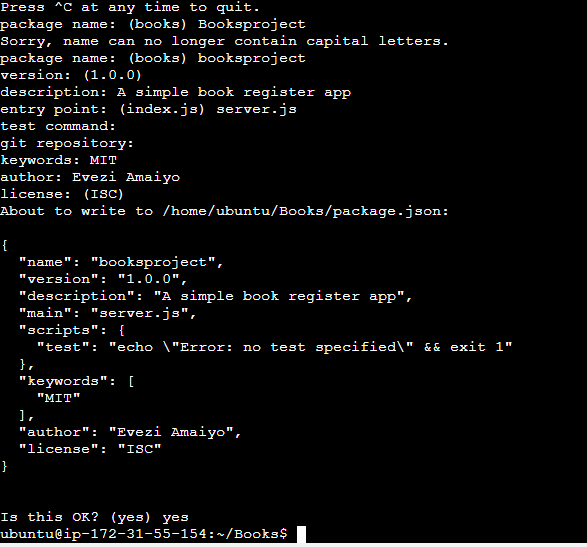 Press ^C at any time to quit.
package name: (books) Booksproject
Sorry, name can no longer contain capital letters.
package name: (books) booksproject
version: (1.0.0)
description: A simple book register app
entry point: (index.js) server.js
test command:
git repository:
keywords: MIT
author: Evezi Amaiyo
license: (ISC)
About to write to /home/ubuntu/Books/package.json:

{
  "name": "booksproject",
  "version": "1.0.0",
  "description": "A simple book register app",
  "main": "server.js",
  "scripts": {
    "test": "echo \"Error: no test specified\" && exit 1"
  },
  "keywords": [
    "MIT"
  ],
  "author": "Evezi Amaiyo",
  "license": "ISC"
}

Is this OK? (yes) yes
ubuntu@ip-172-31-55-154:~/Books$